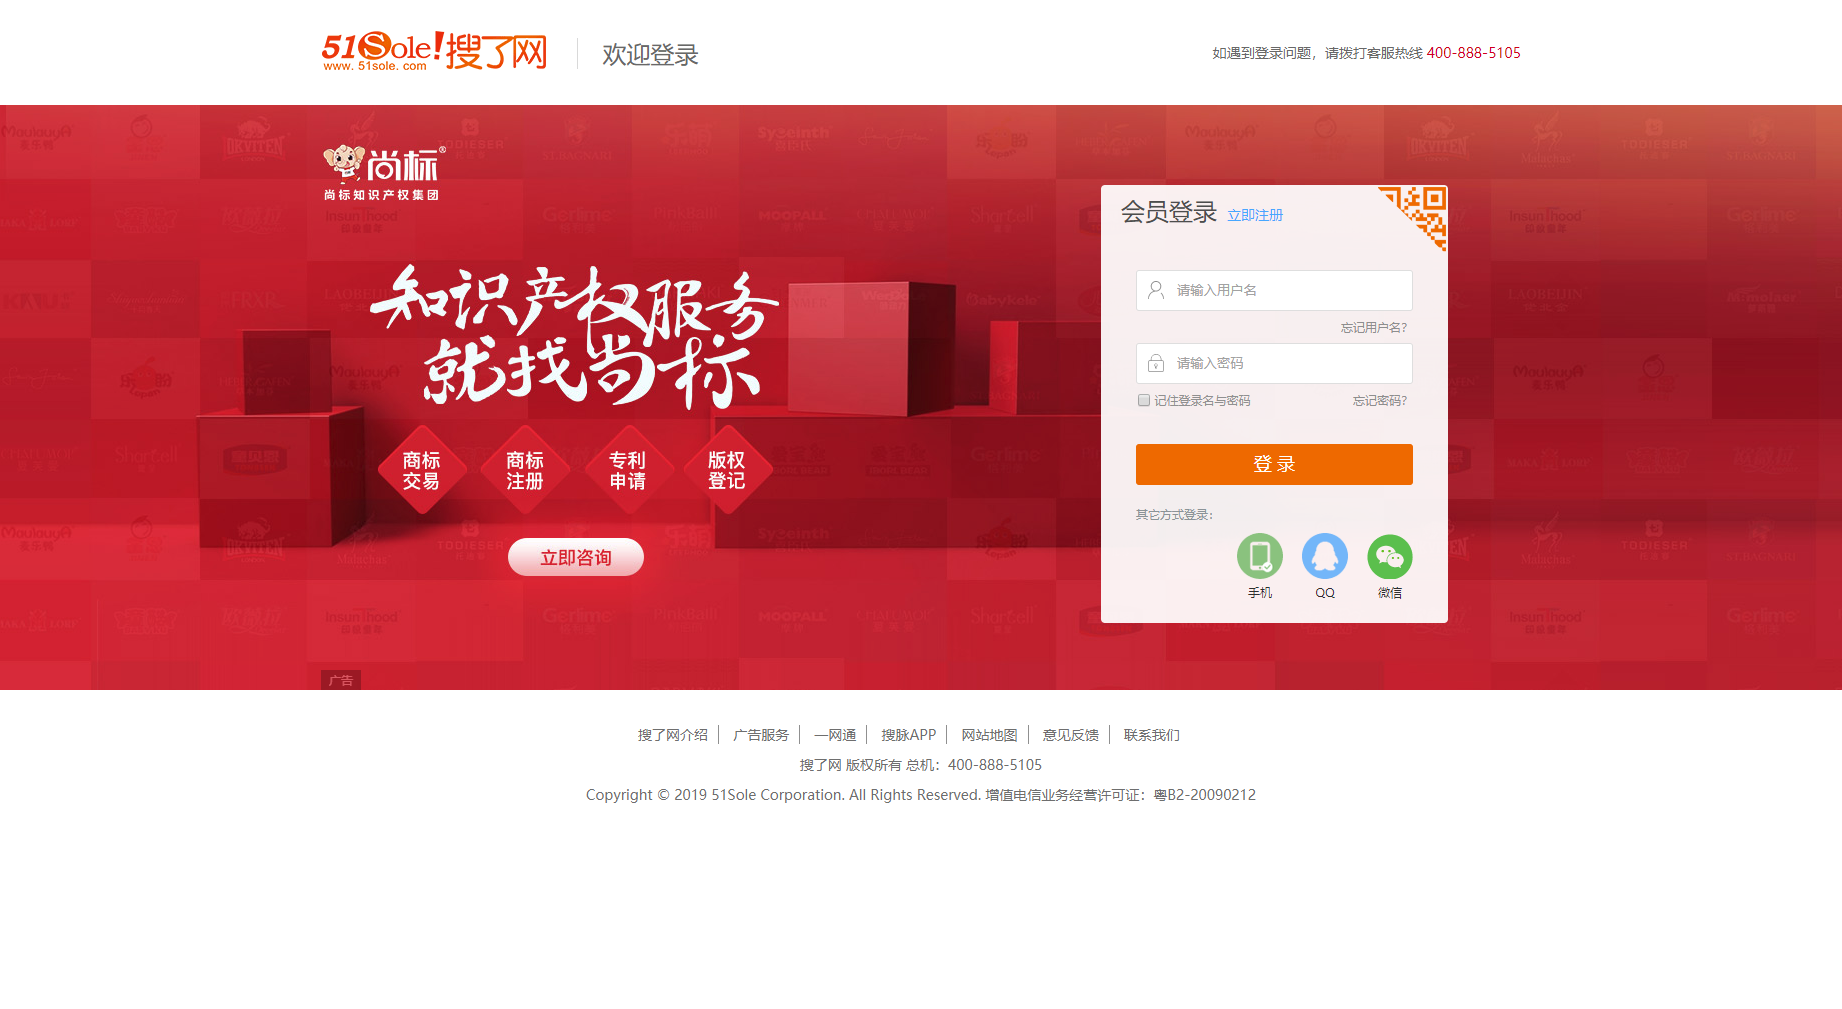 51Sole!搜了网
www.51sole.com
欢迎登录
如遇到登录问题，请拨打客服热线 400-888-5105
尚标®
尚标知识产权集团
知识产权服务
就找尚标
商标交易
商标注册
专利申请
版权登记
立即咨询
广告
会员登录 立即注册
请输入用户名
忘记用户名?
请输入密码
记住登录名与密码 忘记密码?
登 录
其它方式登录：
手机 QQ 微信
搜了网介绍 广告服务 一网通 搜脉APP 网站地图 意见反馈 联系我们
搜了网 版权所有 总机：400-888-5105
Copyright © 2019 51Sole Corporation. All Rights Reserved. 增值电信业务经营许可证：粤B2-20090212